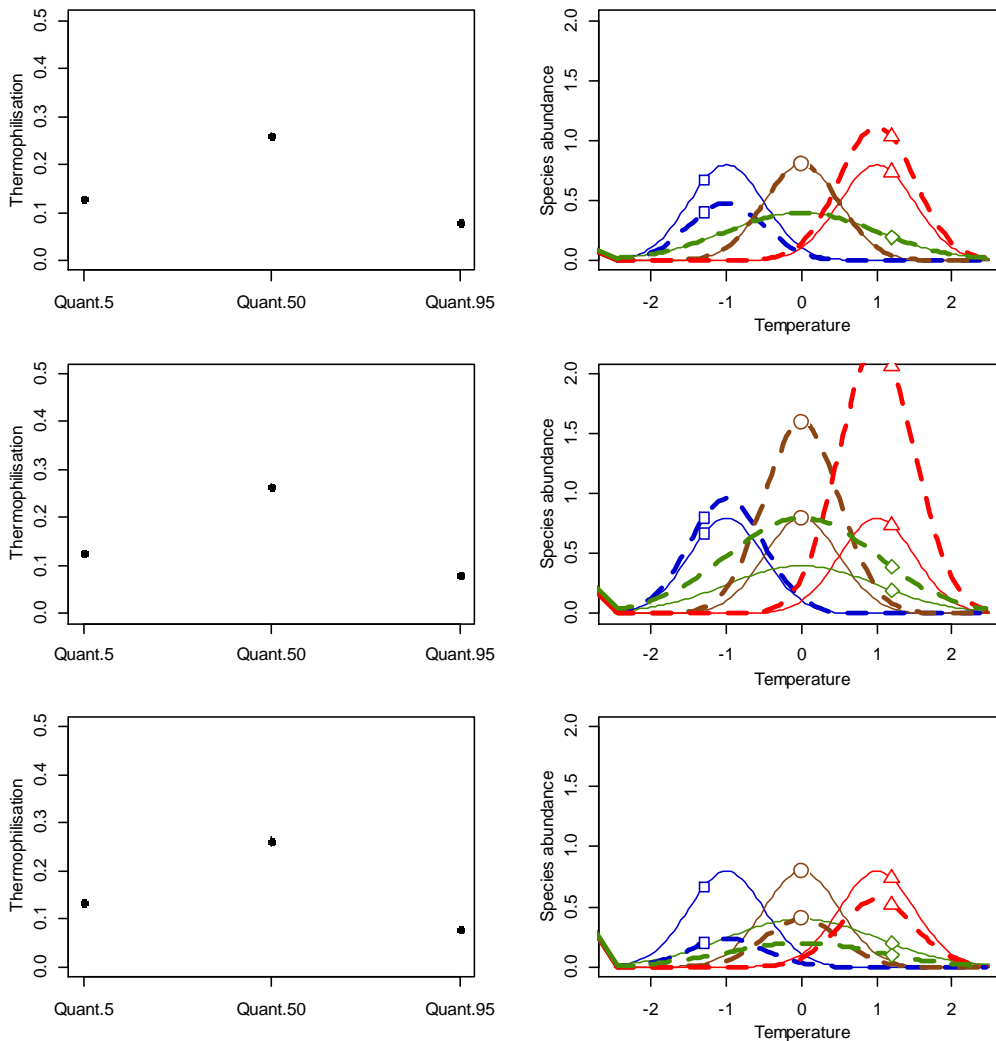 Thermophilisation
0.0 0.1 0.2 0.3 0.4 0.5
Quant.5 Quant.50 Quant.95
Species abundance
0.0 0.5 1.0 1.5 2.0
-2 -1 0 1 2
Temperature
Thermophilisation
0.0 0.1 0.2 0.3 0.4 0.5
Quant.5 Quant.50 Quant.95
Species abundance
0.0 0.5 1.0 1.5 2.0
-2 -1 0 1 2
Temperature
Thermophilisation
0.0 0.1 0.2 0.3 0.4 0.5
Quant.5 Quant.50 Quant.95
Species abundance
0.0 0.5 1.0 1.5 2.0
-2 -1 0 1 2
Temperature